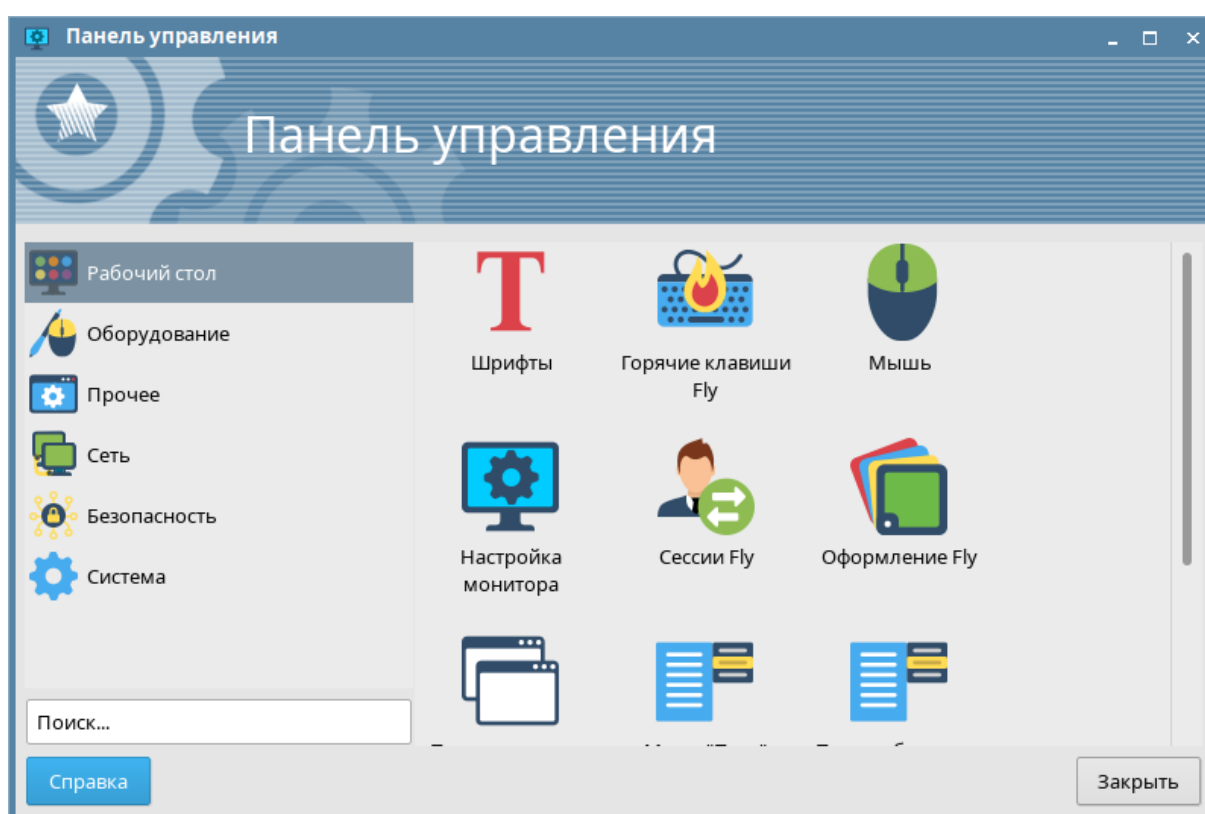 Панель управления
Панель управления
Рабочий стол
Оборудование
Прочее
Сеть
Безопасность
Система
Шрифты
Горячие клавиши
Fly
Мышь
Настройка
монитора
Сессии Fly
Оформление Fly
Поиск...
Справка
Закрыть